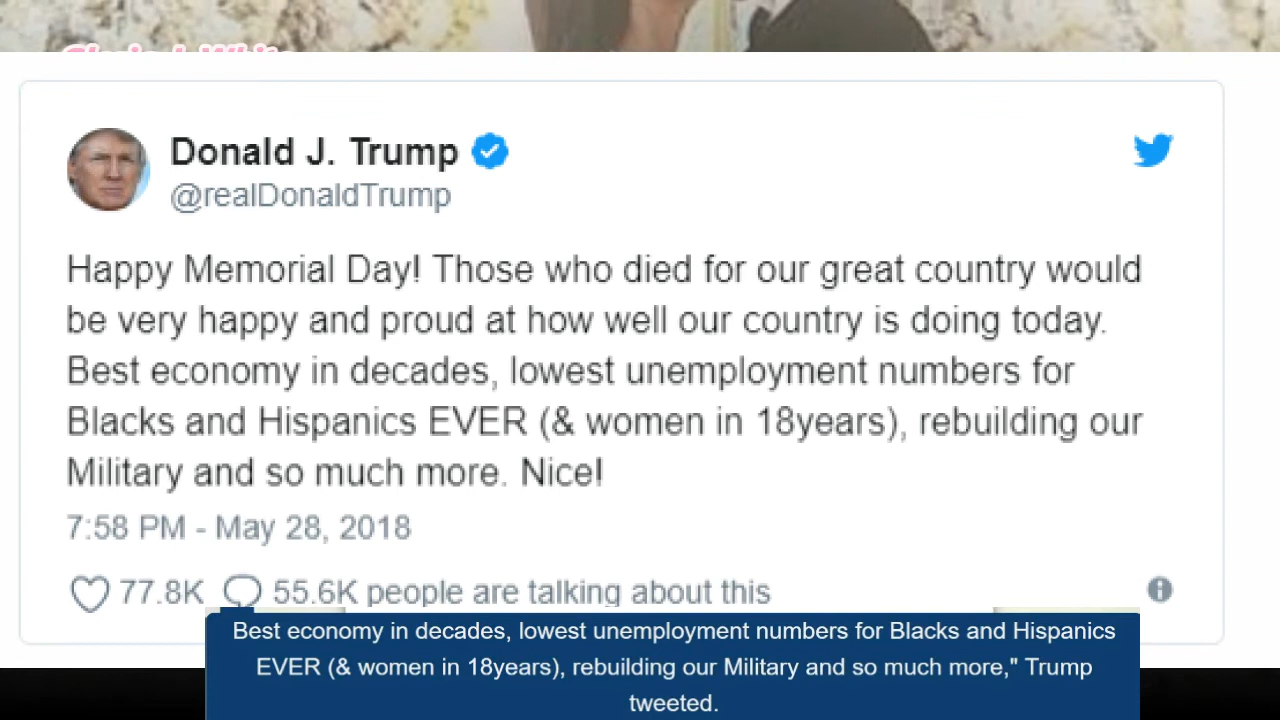 Donald J. Trump
@realDonaldTrump
Happy Memorial Day! Those who died for our great country would
be very happy and proud at how well our country is doing today.
Best economy in decades, lowest unemployment numbers for
Blacks and Hispanics EVER (& women in 18years), rebuilding our
Military and so much more. Nice!
7:58 PM - May 28, 2018
77.8K 55.6K people are talking about this
Best economy in decades, lowest unemployment numbers for Blacks and Hispanics
EVER (& women in 18years), rebuilding our Military and so much more," Trump
tweeted.